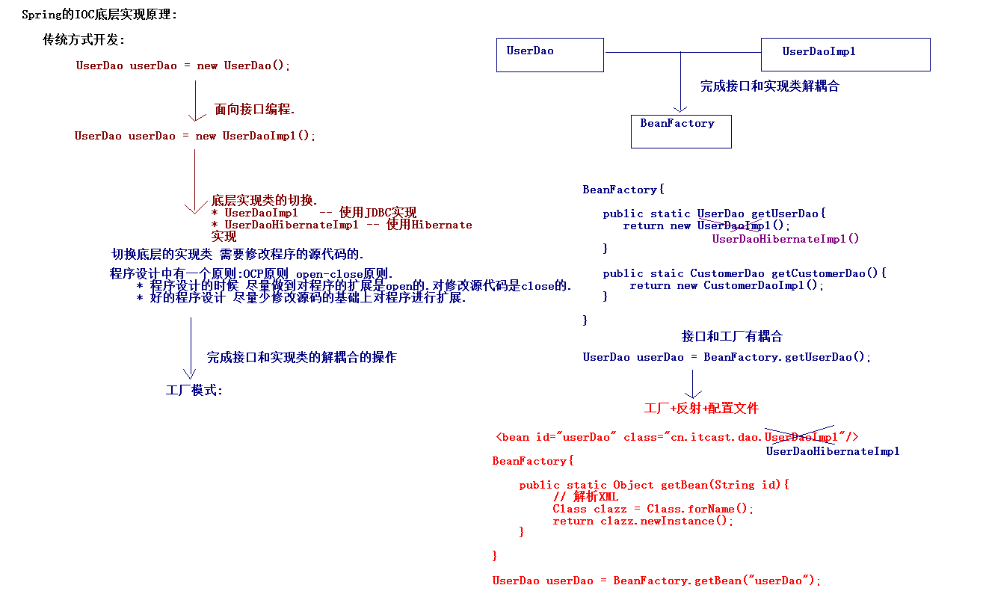 Spring的IOC底层实现原理:
传统方式开发:
UserDao userDao = new UserDao();
面向接口编程.
UserDao userDao = new UserDaoImpl();
底层实现类的切换.
* UserDaoImpl -- 使用JDBC实现
* UserDaoHibernateImpl -- 使用Hibernate
实现
切换底层的实现类 需要修改程序的源代码的.
程序设计中有一个原则:OCP原则 open-close原则.
* 程序设计的时候 尽量做到对程序的扩展是open的.对修改源代码是close的.
* 好的程序设计 尽量少修改源码的基础上对程序进行扩展.
完成接口和实现类的解耦合的操作
工厂模式:
UserDao
UserDaoImpl
完成接口和实现类解耦合
BeanFactory
BeanFactory{
public static UserDao getUserDao{
return new UserDaoImpl();
UserDaoHibernateImpl()
}
public staic CustomerDao getCustomerDao(){
return new CustomerDaoImpl();
}
}
接口和工厂有耦合
UserDao userDao = BeanFactory.getUserDao();
工厂+反射+配置文件
<bean id="userDao" class="cn.itcast.dao.UserDaoImpl"/>
UserDaoHibernateImpl
BeanFactory{
public static Object getBean(String id){
// 解析XML
Class clazz = Class.forName();
return clazz.newInstance();
}
}
UserDao userDao = BeanFactory.getBean("userDao");